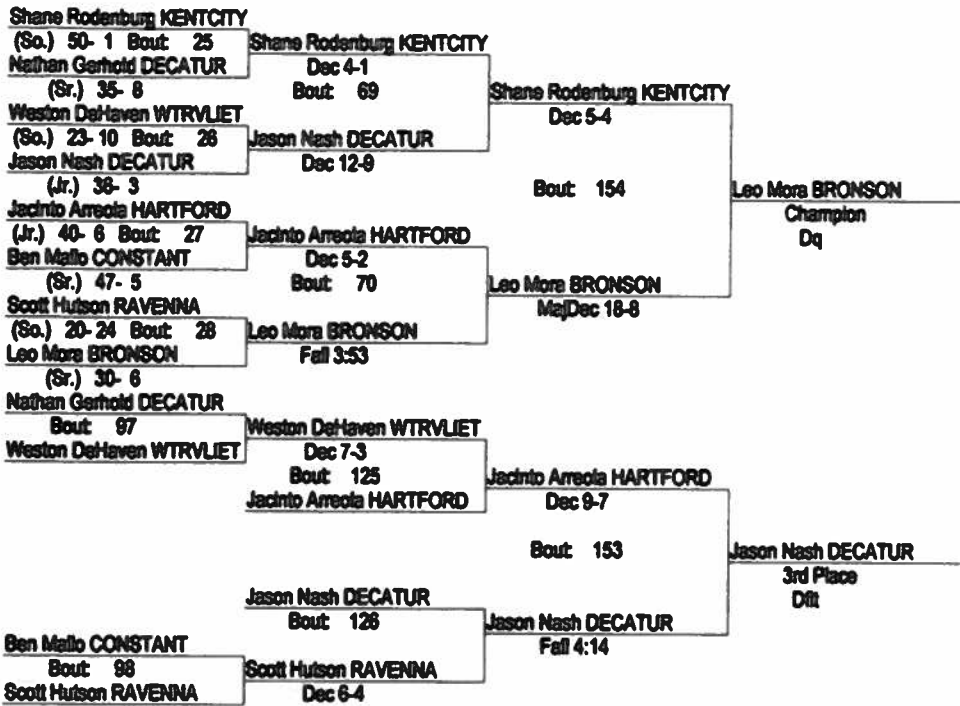 Shane Rodenburg KENTCITY
(So.) 50- 1 Bout 25
Nathan Gerhold DECATUR
(Sr.) 35- 8
Weston DeHaven WTRVLIET
(So.) 23- 10 Bout 26
Jason Nash DECATUR
(Jr.) 38- 3
Jacinto Arreola HARTFORD
(Jr.) 40- 6 Bout 27
Ben Mallo CONSTANT
(Sr.) 47- 5
Scott Hutson RAVENNA
(So.) 20- 24 Bout 28
Leo Mora BRONSON
(Sr.) 30- 6
Shane Rodenburg KENTCITY
Dec 4-1
Bout: 69
Jason Nash DECATUR
Dec 12-9
Jacinto Arreola HARTFORD
Dec 5-2
Bout: 70
Leo Mora BRONSON
Fall 3:53
Shane Rodenburg KENTCITY
Dec 5-4
Bout: 154
Leo Mora BRONSON
MajDec 18-8
Leo Mora BRONSON
Champion
Dq
Nathan Gerhold DECATUR
Bout: 97
Weston DeHaven WTRVLIET
Weston DeHaven WTRVLIET
Dec 7-3
Bout: 125
Jacinto Arreola HARTFORD
Jacinto Arreola HARTFORD
Dec 9-7
Bout: 153
Jason Nash DECATUR
Bout: 126
Scott Hutson RAVENNA
Dec 6-4
Ben Mallo CONSTANT
Bout: 98
Scott Hutson RAVENNA
Jason Nash DECATUR
Fall 4:14
Jason Nash DECATUR
3rd Place
Dflt